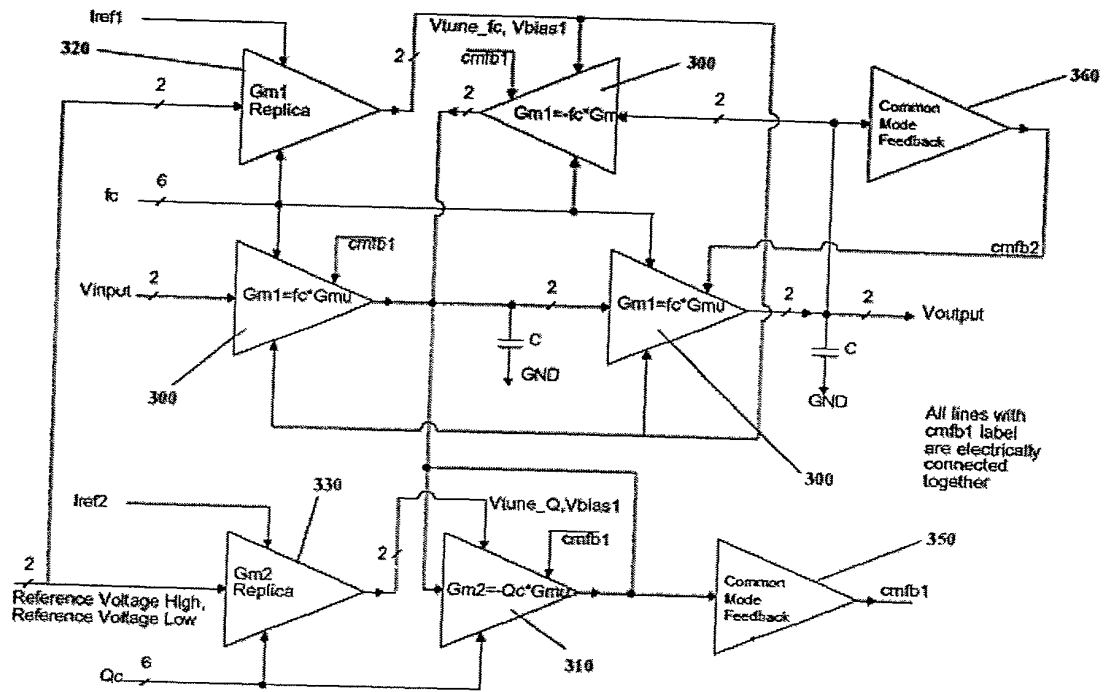 Iref1
320
2
Gm1
Replica
2
Vtune_fc, Vbias1
cmfb1
2
300
Gm1=-fc*Gm
2
360
Common
Mode
Feedback
fc
6
cmfb1
cmfb2
Vinput
2
Gm1=fc*Gmu
2
Gm1=fc*Gmu
2
2
Voutput
300
C
GND
C
GND
300
All lines with
cmfb1 label
are electrically
connected
together
Iref2
330
2
Vtune_Q,Vbias1
cmfb1
350
2
Gm2
Replica
Gm2=-Qc*Gmu
Common
Mode
Feedback
cmfb1
Reference Voltage High,
Reference Voltage Low
310
Qc
6